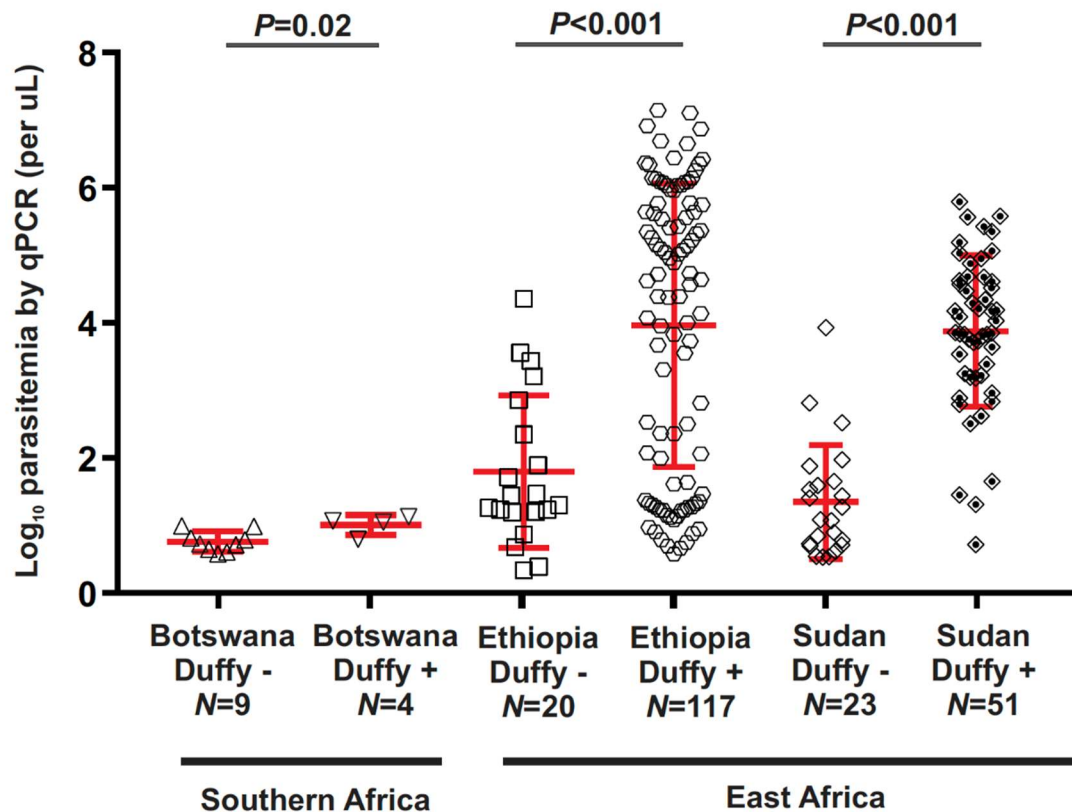 P=0.02 P<0.001 P<0.001
Log₁₀ parasitemia by qPCR (per uL)
8
6
4
2
0
Botswana Botswana Ethiopia Ethiopia Sudan Sudan
Duffy - Duffy + Duffy - Duffy + Duffy - Duffy +
N=9 N=4 N=20 N=117 N=23 N=51
Southern Africa East Africa